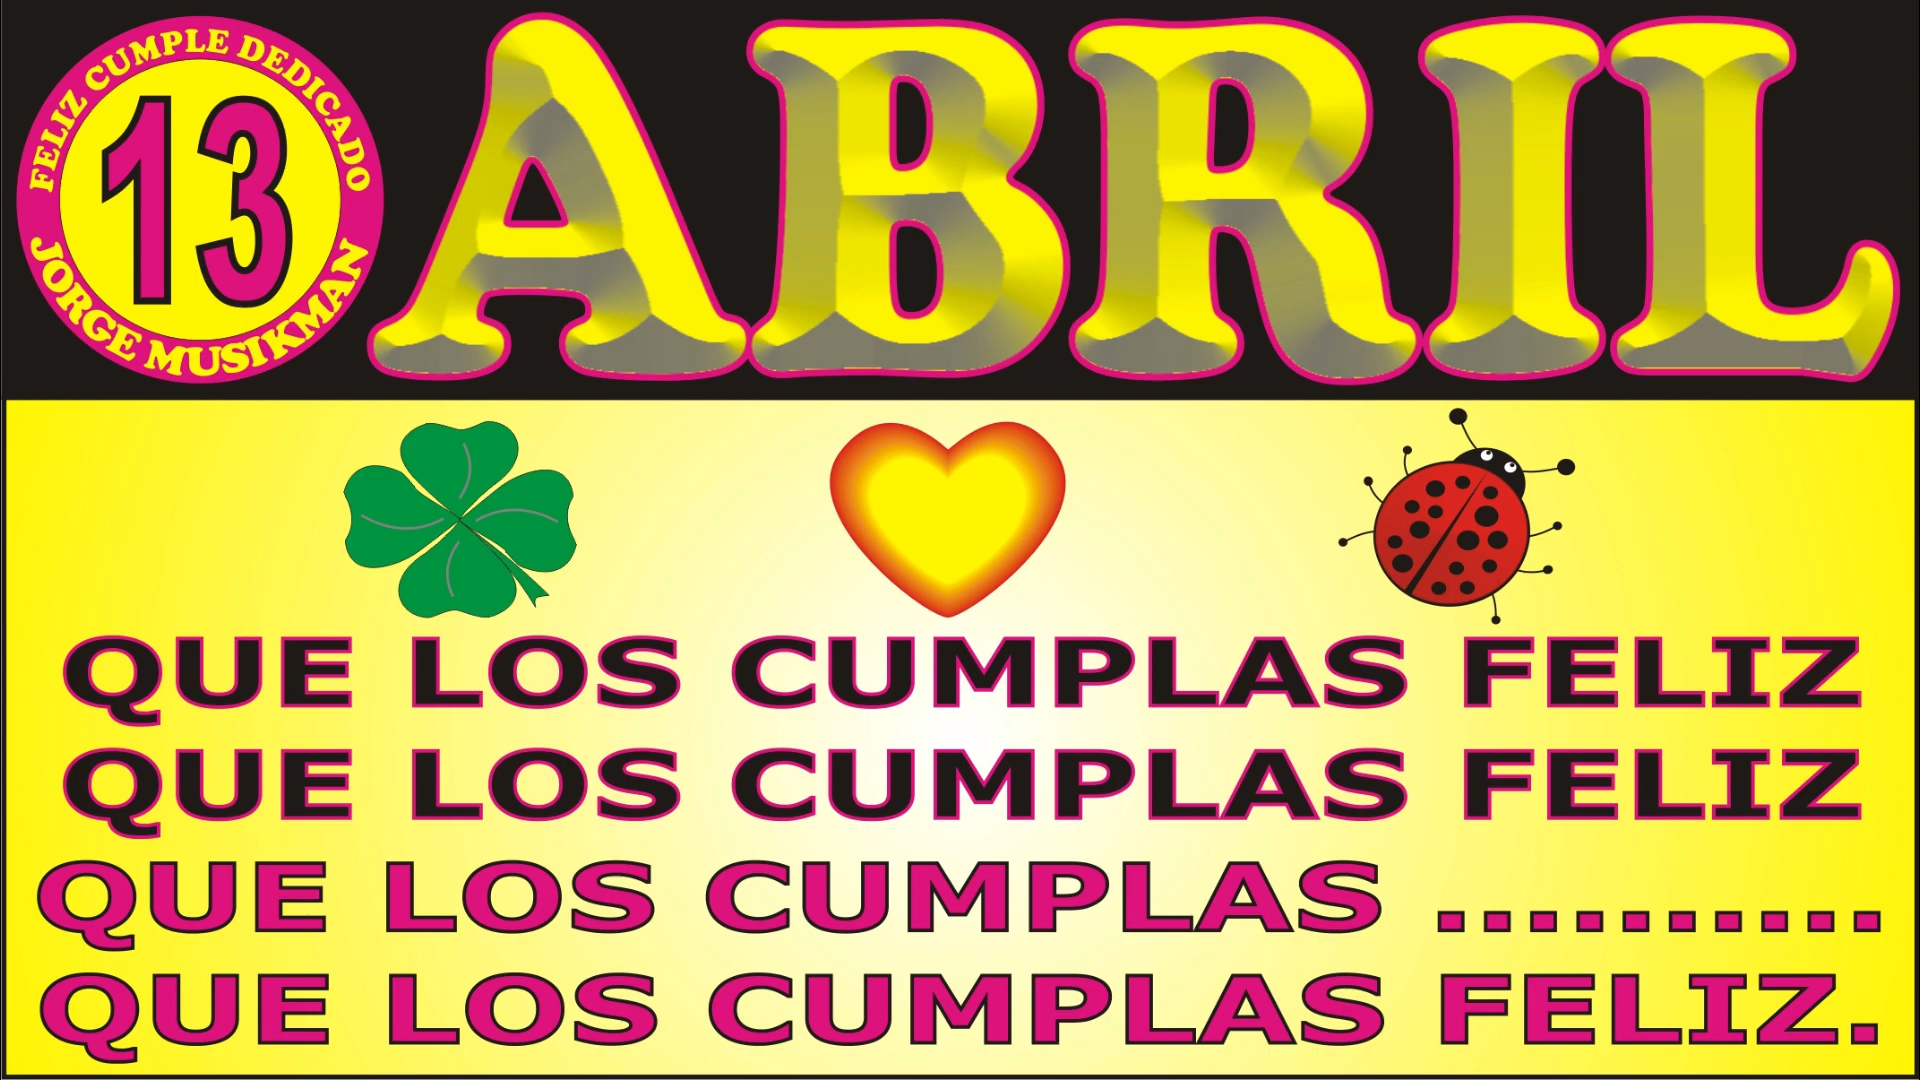 FELIZ CUMPLE DEDICADO
13
JORGE MUSIKMAN
ABRIL
QUE LOS CUMPLAS FELIZ
QUE LOS CUMPLAS FELIZ
QUE LOS CUMPLAS ..........
QUE LOS CUMPLAS FELIZ.